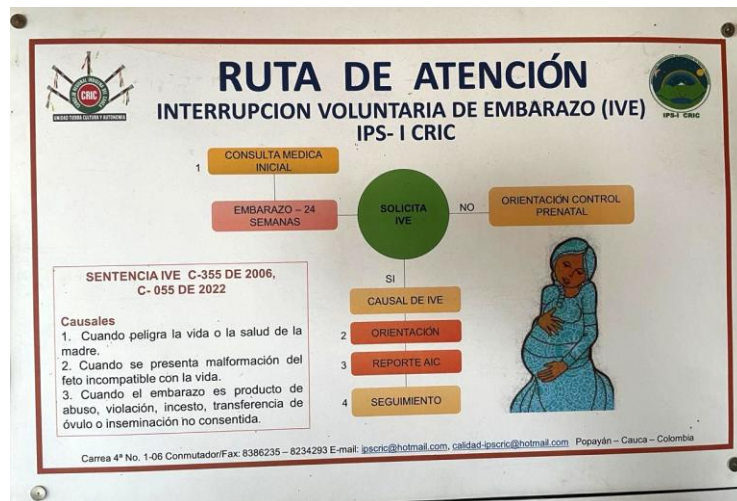 RUTA DE ATENCIÓN
INTERRUPCION VOLUNTARIA DE EMBARAZO (IVE)
IPS- I CRIC
CRIC
UNIDAD TIERRA CULTURA Y AUTONOMIA
IPS-I CRIC
1
CONSULTA MEDICA
INICIAL
EMBARAZO – 24
SEMANAS
SOLICITA
IVE
NO
ORIENTACIÓN CONTROL
PRENATAL
SI
CAUSAL DE IVE
2
ORIENTACIÓN
3
REPORTE AIC
4
SEGUIMIENTO
SENTENCIA IVE C-355 DE 2006,
C- 055 DE 2022
Causales
1. Cuando peligra la vida o la salud de la
madre.
2. Cuando se presenta malformación del
feto incompatible con la vida.
3. Cuando el embarazo es producto de
abuso, violación, incesto, transferencia de
óvulo o inseminación no consentida.
Carrea 4ª No. 1-06 Conmutador/Fax: 8386235 – 8234293 E-mail: ipscric@hotmail.com, calidad-ipscric@hotmail.com Popayán – Cauca – Colombia